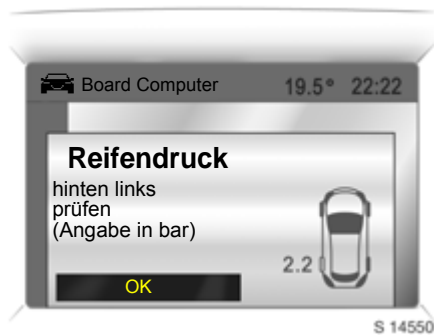 Board Computer 19.5° 22:22
Reifendruck
hinten links
prüfen
(Angabe in bar)
2.2
OK
S 14550